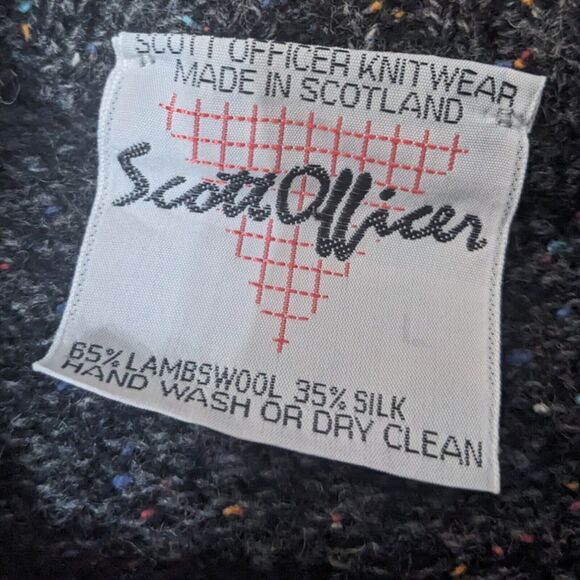 SCOTT OFFICER KNITWEAR
MADE IN SCOTLAND
Scott Officer
65% LAMBSWOOL 35% SILK
HAND WASH OR DRY CLEAN